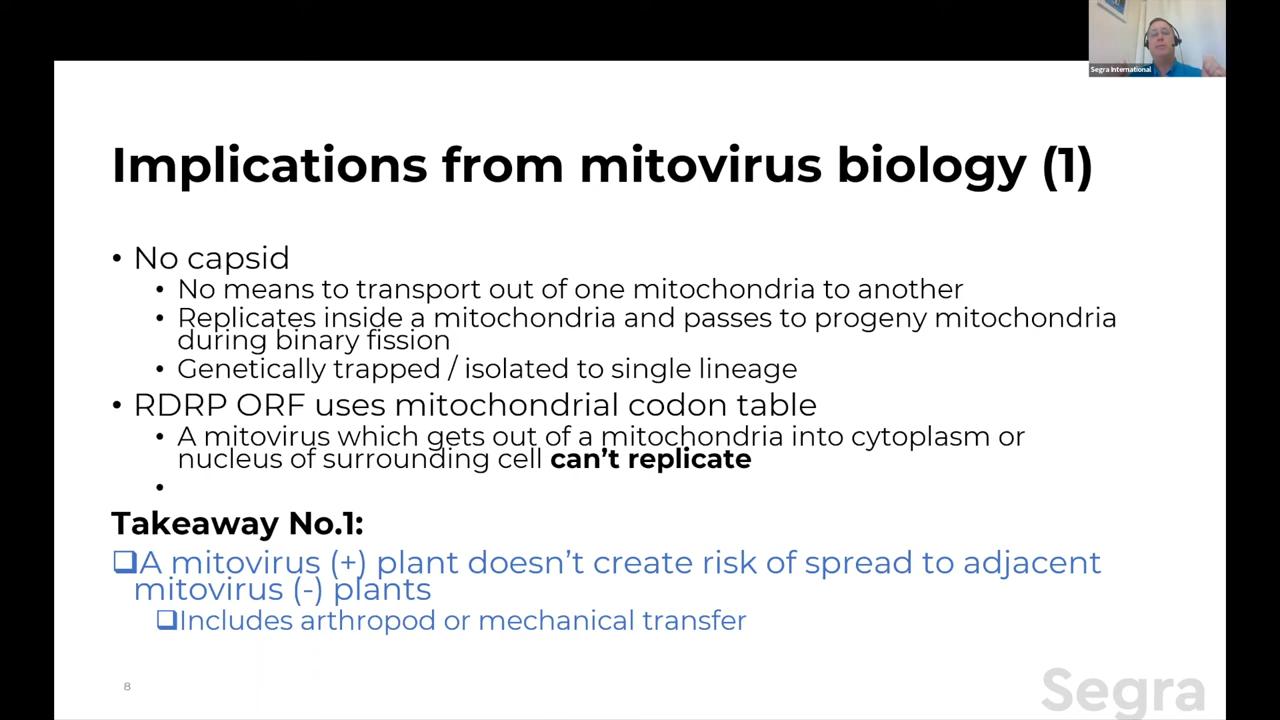 Segra International
Implications from mitovirus biology (1)
• No capsid
• No means to transport out of one mitochondria to another
• Replicates inside a mitochondria and passes to progeny mitochondria
during binary fission
• Genetically trapped / isolated to single lineage
• RDRP ORF uses mitochondrial codon table
• A mitovirus which gets out of a mitochondria into cytoplasm or
nucleus of surrounding cell can’t replicate
•
Takeaway No.1:
❑A mitovirus (+) plant doesn’t create risk of spread to adjacent
mitovirus (-) plants
❑Includes arthropod or mechanical transfer
8
Segra